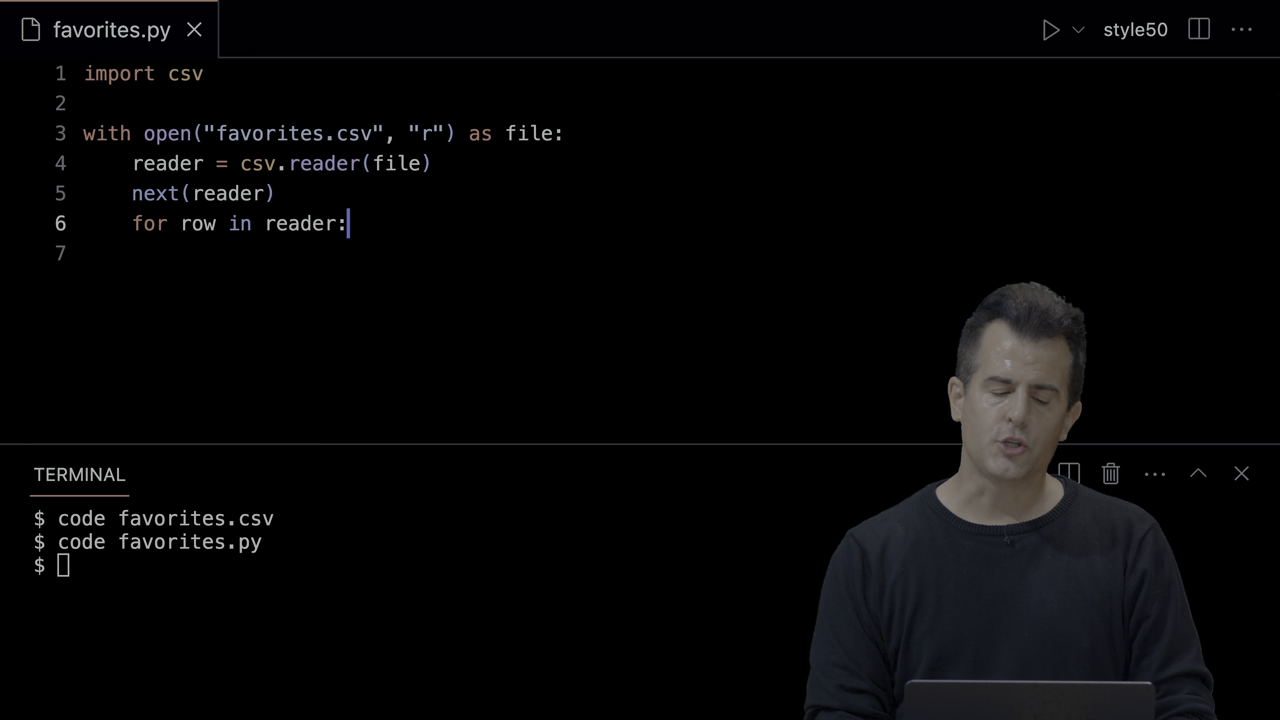 favorites.py
style50
1 import csv
2
3 with open("favorites.csv", "r") as file:
4     reader = csv.reader(file)
5     next(reader)
6     for row in reader:
7
TERMINAL
$ code favorites.csv
$ code favorites.py
$